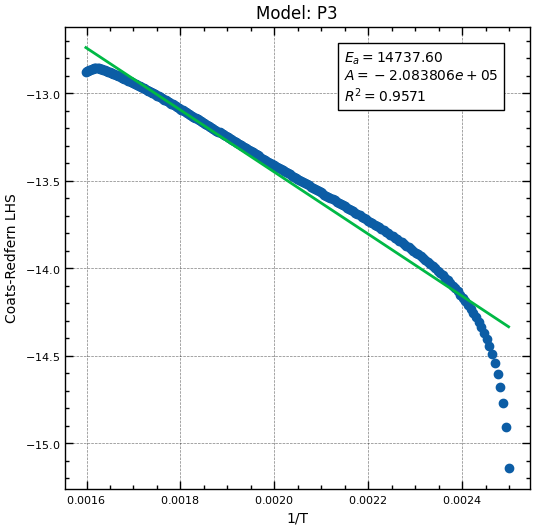 Model: P3
E_a = 14737.60
A = −2.083806e + 05
R² = 0.9571
Coats-Redfern LHS
−13.0
−13.5
−14.0
−14.5
−15.0
0.0016 0.0018 0.0020 0.0022 0.0024
1/T